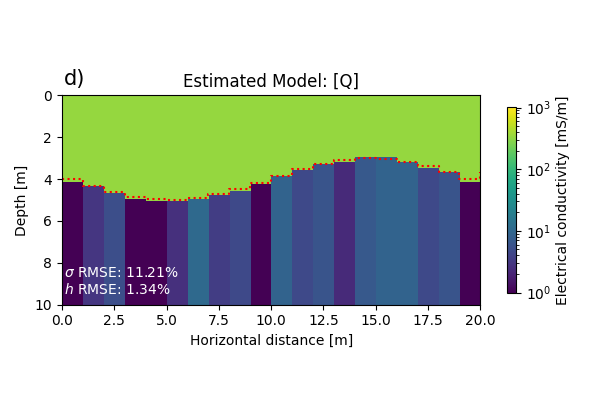 d)
Estimated Model: [Q]
0
2
4
6
8
10
Depth [m]
σ RMSE: 11.21%
h RMSE: 1.34%
0.0 2.5 5.0 7.5 10.0 12.5 15.0 17.5 20.0
Horizontal distance [m]
10³
10²
10¹
10⁰
Electrical conductivity [mS/m]